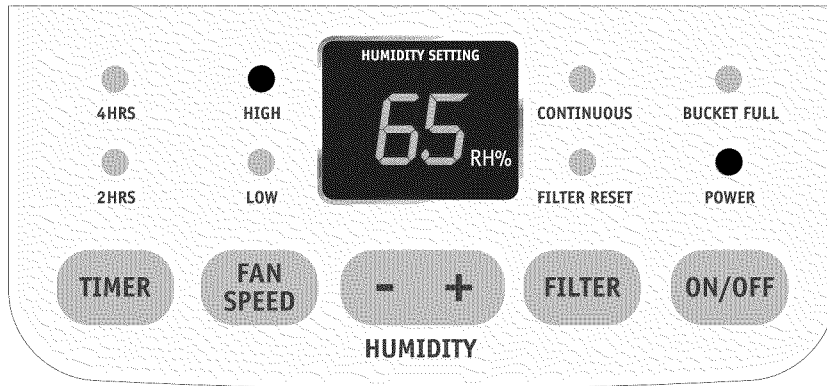 HUMIDITY SETTING
65 RH%
4HRS
HIGH
CONTINUOUS
BUCKET FULL
2HRS
LOW
FILTER RESET
POWER
TIMER
FAN
SPEED
- +
FILTER
ON/OFF
HUMIDITY